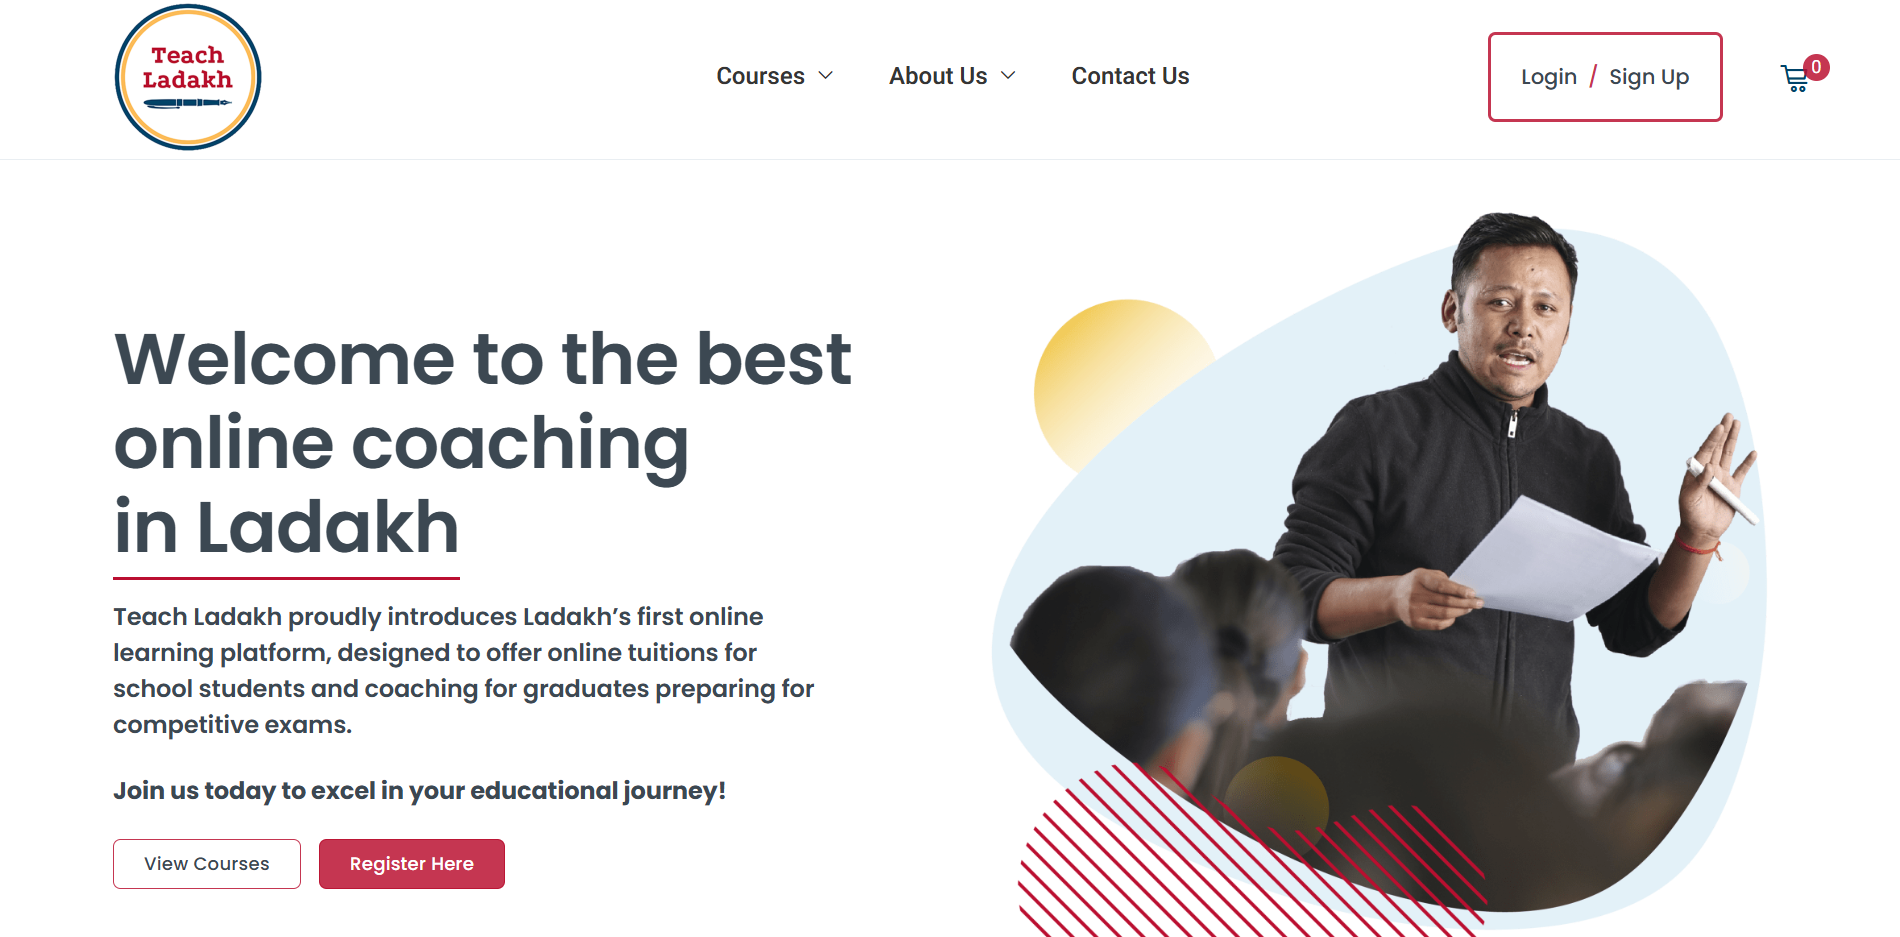 Teach
Ladakh
Courses
About Us
Contact Us
Login / Sign Up
0
Welcome to the best
online coaching
in Ladakh
Teach Ladakh proudly introduces Ladakh’s first online
learning platform, designed to offer online tuitions for
school students and coaching for graduates preparing for
competitive exams.
Join us today to excel in your educational journey!
View Courses
Register Here